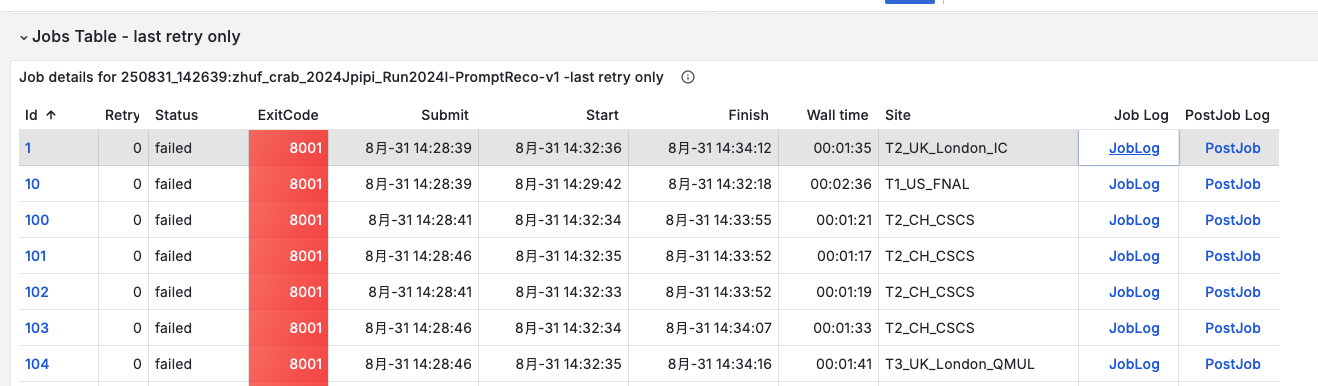 Jobs Table - last retry only
Job details for 250831_142639:zhuf_crab_2024Jpipi_Run2024I-PromptReco-v1 -last retry only
Id Retry Status ExitCode Submit Start Finish Wall time Site Job Log PostJob Log
1 0 failed 8001 8月-31 14:28:39 8月-31 14:32:36 8月-31 14:34:12 00:01:35 T2_UK_London_IC JobLog PostJob
10 0 failed 8001 8月-31 14:28:39 8月-31 14:29:42 8月-31 14:32:18 00:02:36 T1_US_FNAL JobLog PostJob
100 0 failed 8001 8月-31 14:28:41 8月-31 14:32:34 8月-31 14:33:55 00:01:21 T2_CH_CSCS JobLog PostJob
101 0 failed 8001 8月-31 14:28:46 8月-31 14:32:35 8月-31 14:33:52 00:01:17 T2_CH_CSCS JobLog PostJob
102 0 failed 8001 8月-31 14:28:41 8月-31 14:32:33 8月-31 14:33:52 00:01:19 T2_CH_CSCS JobLog PostJob
103 0 failed 8001 8月-31 14:28:46 8月-31 14:32:34 8月-31 14:34:07 00:01:33 T2_CH_CSCS JobLog PostJob
104 0 failed 8001 8月-31 14:28:46 8月-31 14:32:35 8月-31 14:34:16 00:01:41 T3_UK_London_QMUL JobLog PostJob